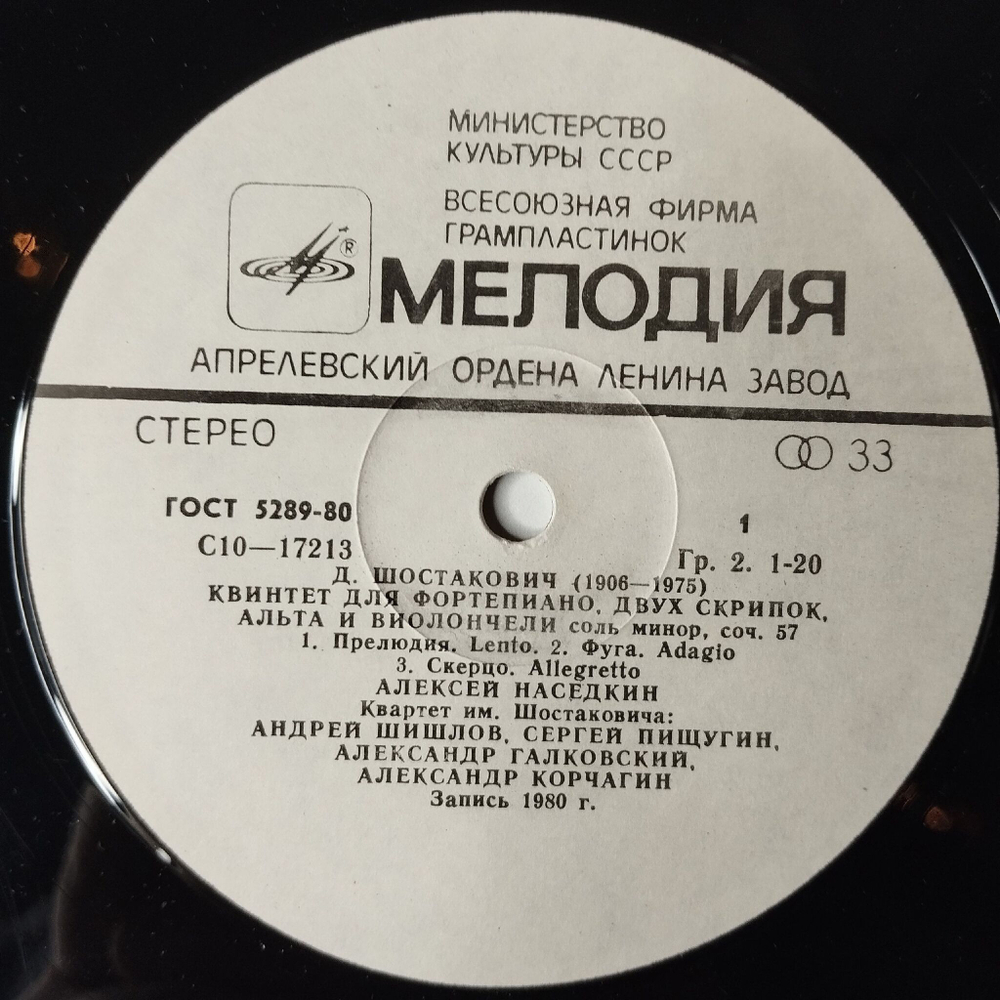 МИНИСТЕРСТВО
КУЛЬТУРЫ СССР
ВСЕСОЮЗНАЯ ФИРМА
ГРАМПЛАСТИНОК
®
МЕЛОДИЯ
АПРЕЛЕВСКИЙ ОРДЕНА ЛЕНИНА ЗАВОД
СТЕРЕО
33
ГОСТ 5289-80
1
С10—17213
Гр. 2. 1-20
Д. ШОСТАКОВИЧ (1906—1975)
КВИНТЕТ ДЛЯ ФОРТЕПИАНО, ДВУХ СКРИПОК,
АЛЬТА И ВИОЛОНЧЕЛИ соль минор, соч. 57
1. Прелюдия. Lento. 2. Фуга. Adagio
3. Скерцо. Allegretto
АЛЕКСЕЙ НАСЕДКИН
Квартет им. Шостаковича:
АНДРЕЙ ШИШЛОВ, СЕРГЕЙ ПИЩУГИН,
АЛЕКСАНДР ГАЛКОВСКИЙ,
АЛЕКСАНДР КОРЧАГИН
Запись 1980 г.